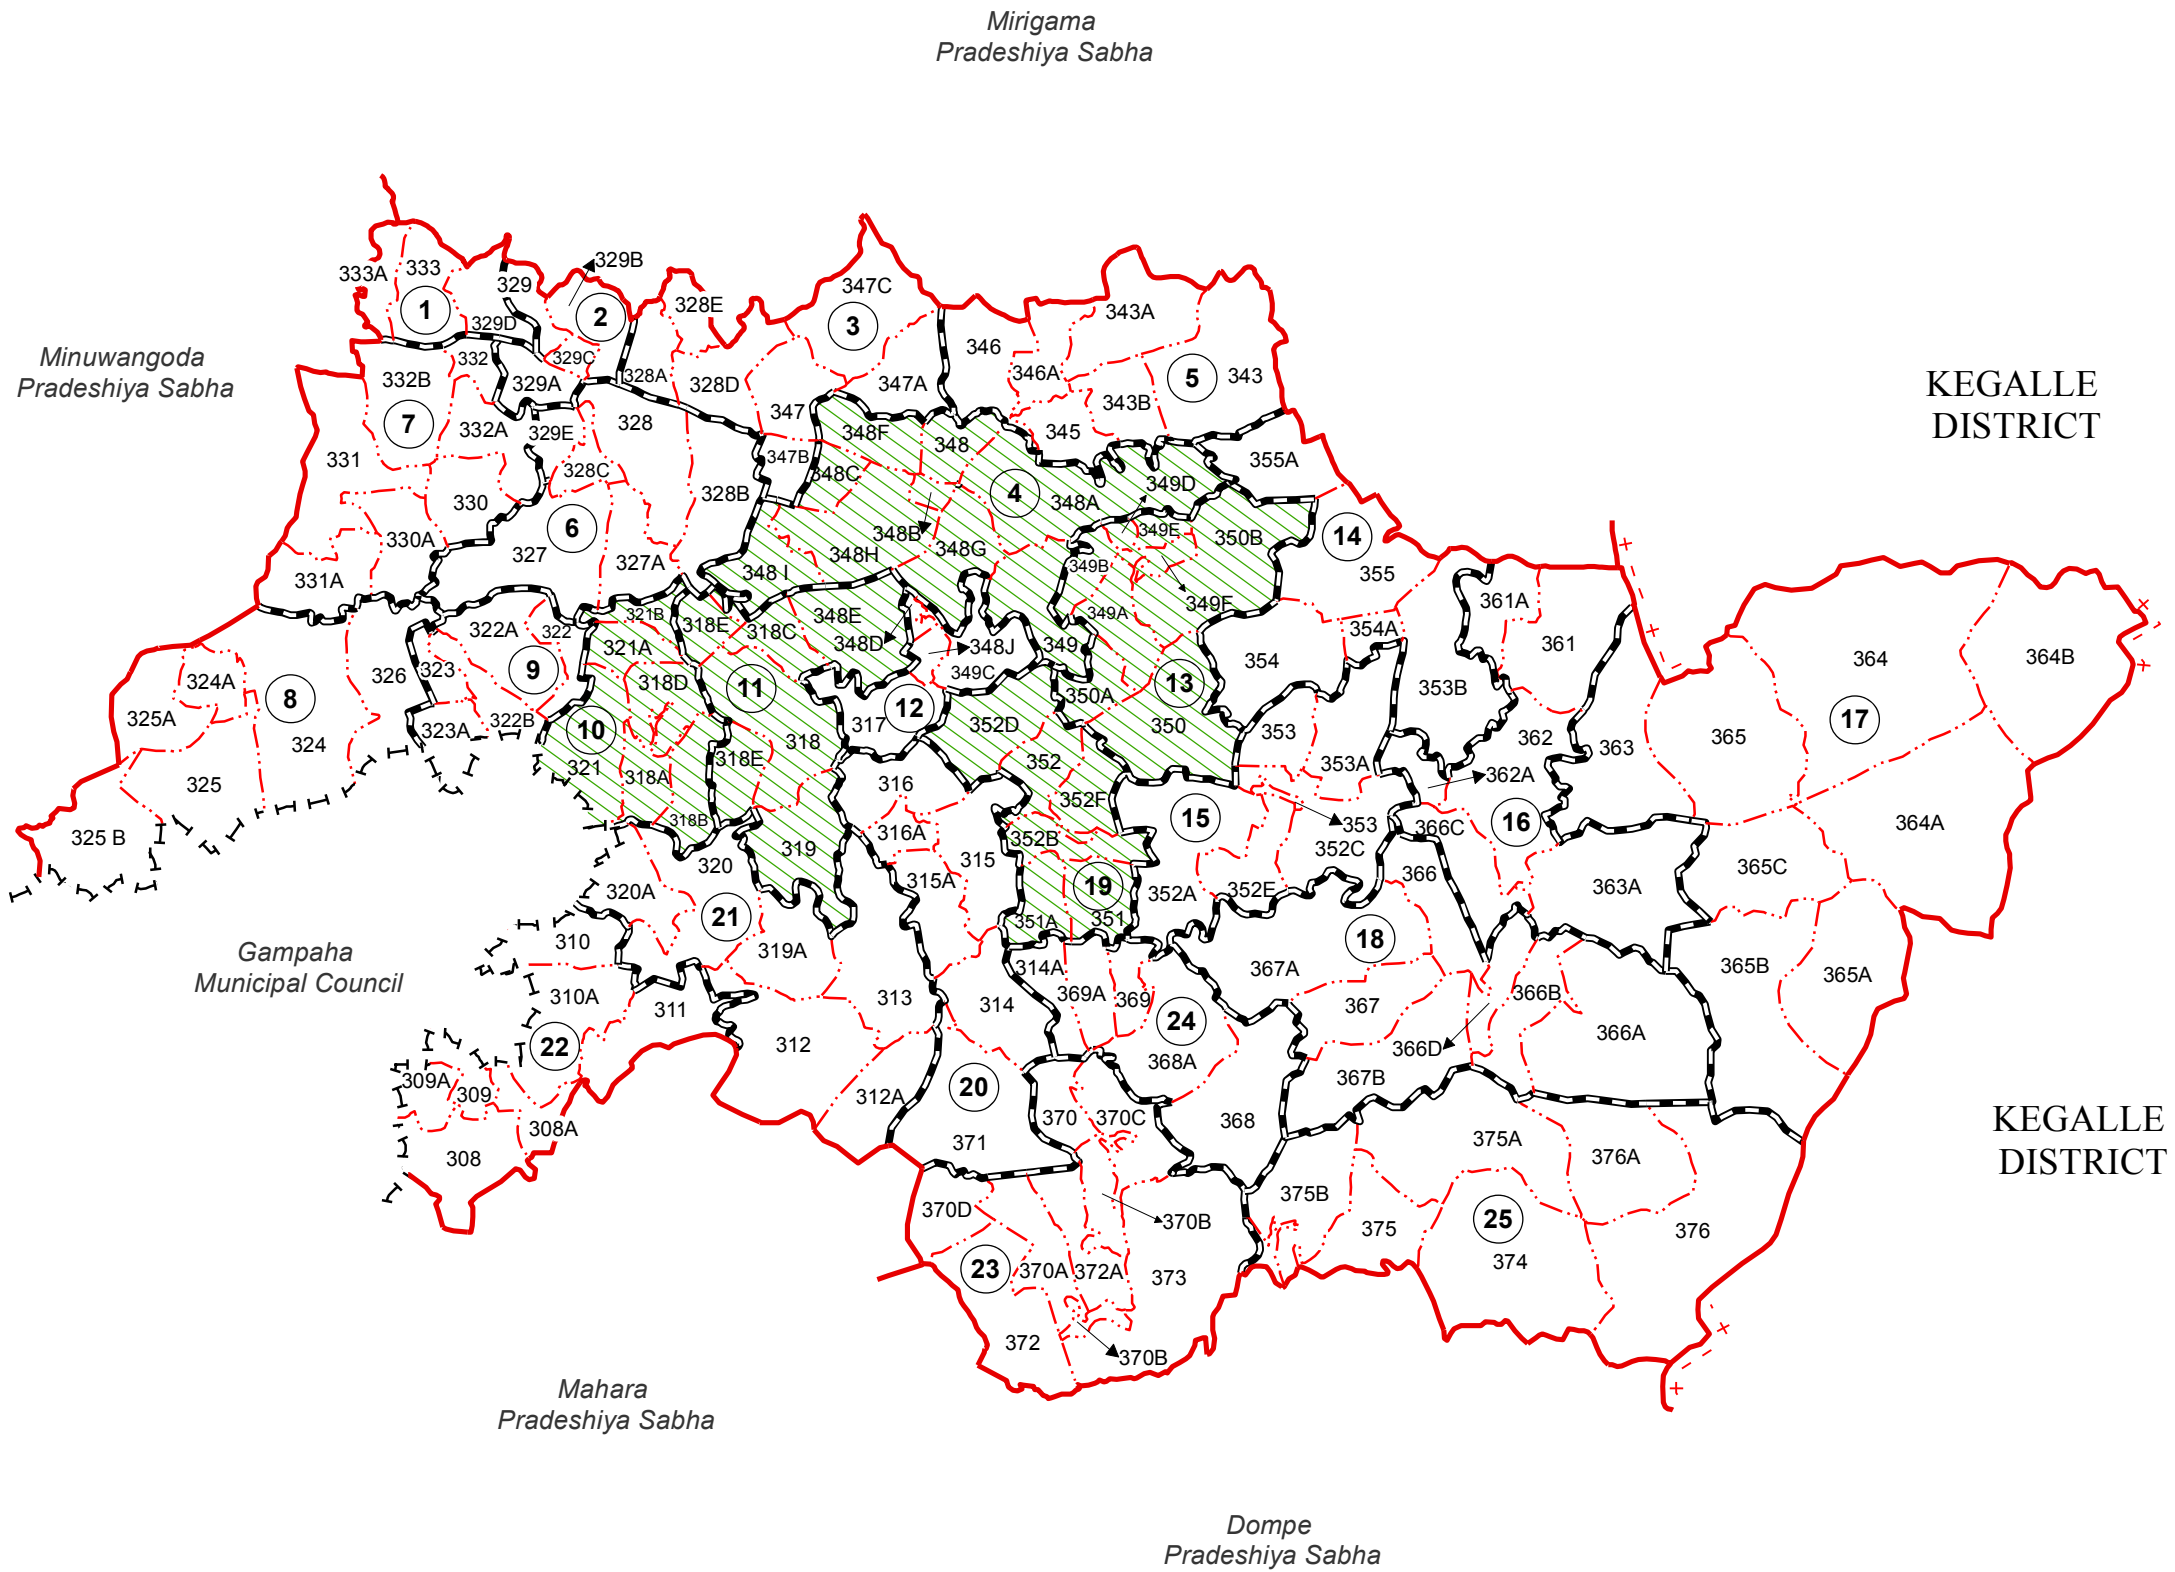 Mirigama
Pradeshiya Sabha
329B
333A
333
329
347C
328E
1
2
3
343A
329D
Minuwangoda
Pradeshiya Sabha
332
329C
346
332B
329A
328A
328D
347A
346A
5
343
KEGALLE
DISTRICT
7
332A
329E
328
347
348F
348
345
343B
331
328C
347B
348C
355A
330
328B
4
348A
349D
6
330A
327
348B
349E
350B
14
331A
327A
348H
348G
348 I
349B
355
321B
318E
348E
349A
349F
361A
322A
322
318C
348D
348J
349
354A
361
321A
323
9
326
318D
349C
354
364
364B
324A
8
11
350A
13
353B
325A
323A
322B
10
317
12
352D
350
353
17
324
321
318
362
363
365
325
318A
318E
316
352
353A
362A
352F
318B
316A
352B
15
353
366C
16
325 B
320
319
315
352C
364A
320A
315A
19
352A
352E
366
363A
365C
21
351A
351
18
310
319A
Gampaha
Municipal Council
314A
367A
365B
365A
310A
311
313
314
369A
369
367
366B
22
312
24
366D
366A
309A
309
368A
367B
312A
20
370
370C
368
308A
371
375A
376A
KEGALLE
DISTRICT
308
370D
370B
375B
375
25
376
23
370A
372A
373
374
372
370B
Mahara
Pradeshiya Sabha
Dompe
Pradeshiya Sabha